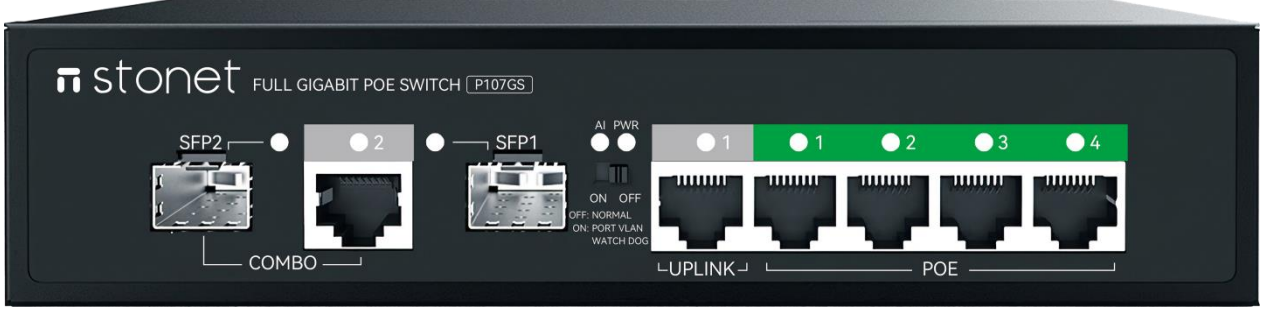 stonet FULL GIGABIT POE SWITCH P107GS
SFP2
2
SFP1
AI PWR
1
1
2
3
4
ON OFF
OFF: NORMAL
ON: PORT VLAN
WATCH DOG
COMBO
UPLINK
POE